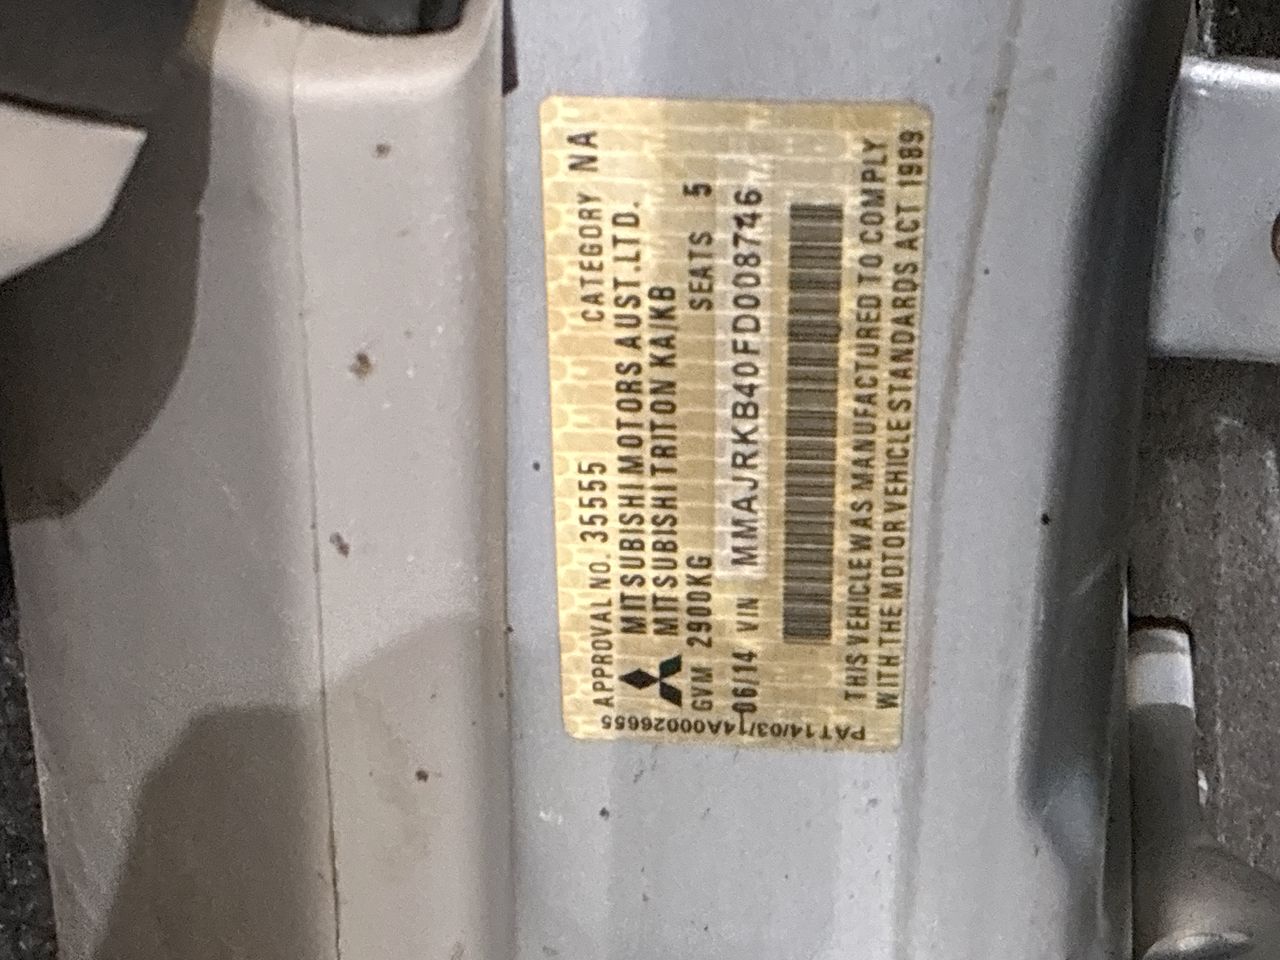 APPROVAL NO. 35555 CATEGORY NA
MITSUBISHI MOTORS AUST.LTD.
MITSUBISHI TRITON KA/KB
GVM 2900KG SEATS 5
06/14 VIN MMAJRKB40FD008746
THIS VEHICLE WAS MANUFACTURED TO COMPLY
WITH THE MOTOR VEHICLE STANDARDS ACT 1989
PAT14/03/14A00026655